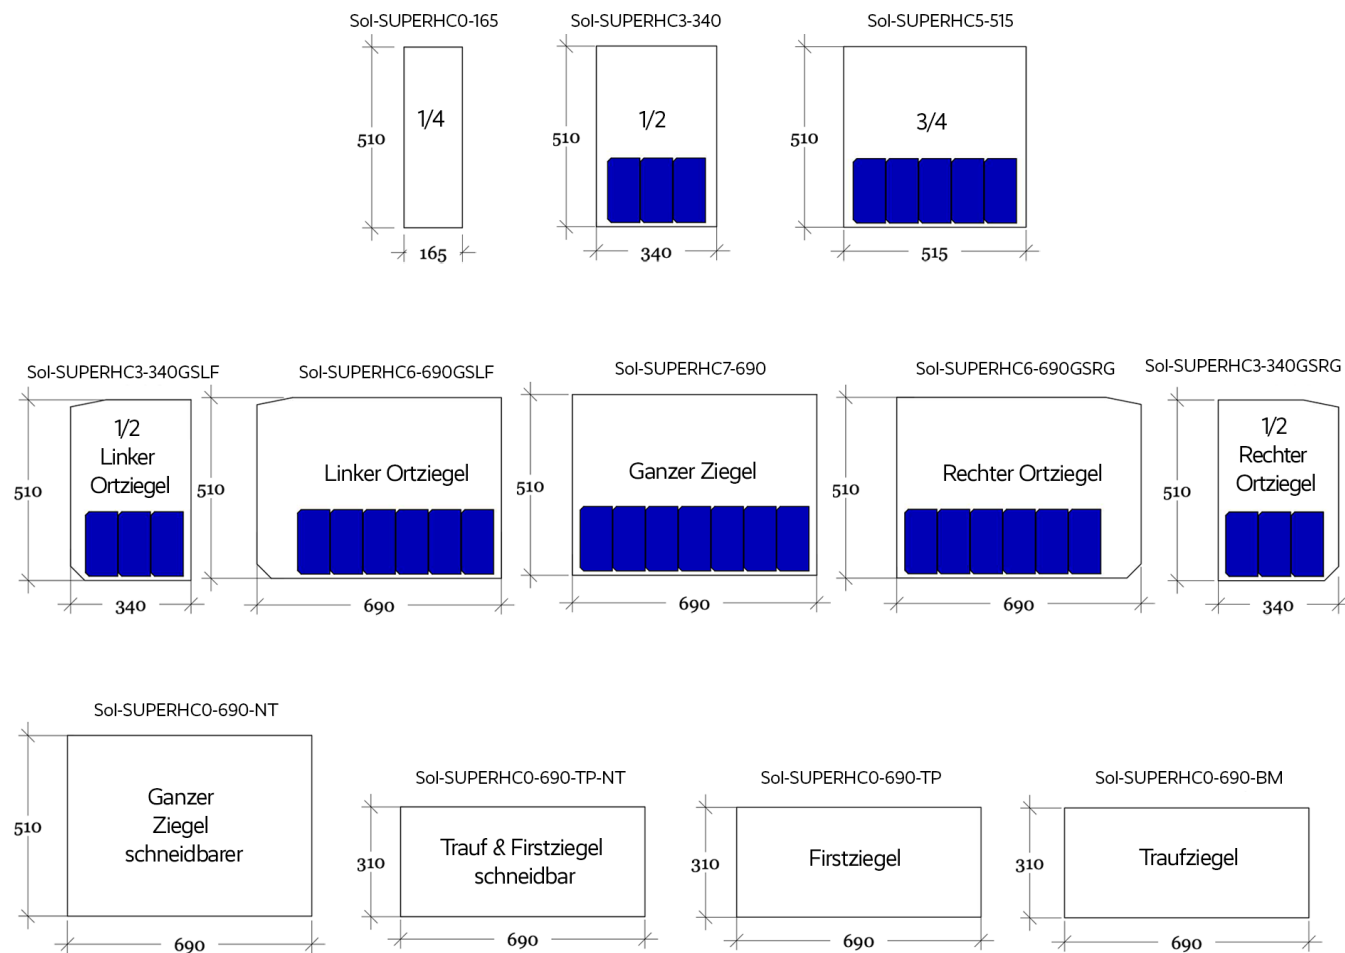 Sol-SUPERHC0-165
Sol-SUPERHC3-340
Sol-SUPERHC5-515
510
1/4
165
510
1/2
340
510
3/4
515
Sol-SUPERHC3-340GSLF
Sol-SUPERHC6-690GSLF
Sol-SUPERHC7-690
Sol-SUPERHC6-690GSRG
Sol-SUPERHC3-340GSRG
510
1/2
Linker
Ortziegel
340
510
Linker Ortziegel
690
510
Ganzer Ziegel
690
510
Rechter Ortziegel
690
510
1/2
Rechter
Ortziegel
340
Sol-SUPERHC0-690-NT
Sol-SUPERHC0-690-TP-NT
Sol-SUPERHC0-690-TP
Sol-SUPERHC0-690-BM
510
Ganzer
Ziegel
schneidbarer
690
310
Trauf & Firstziegel
schneidbar
690
310
Firstziegel
690
310
Traufziegel
690